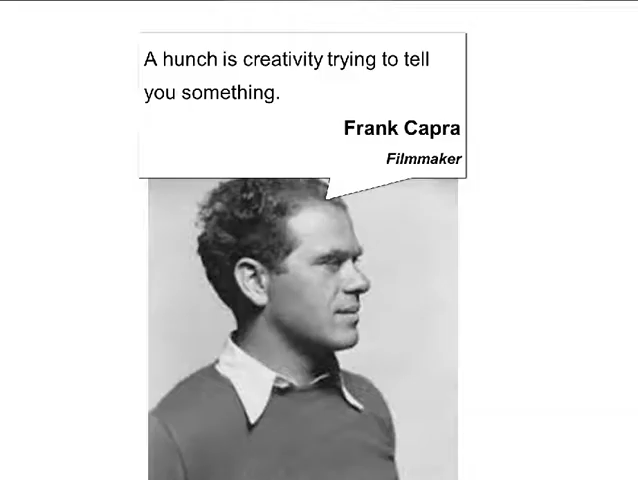 A hunch is creativity trying to tell
you something.
Frank Capra
Filmmaker